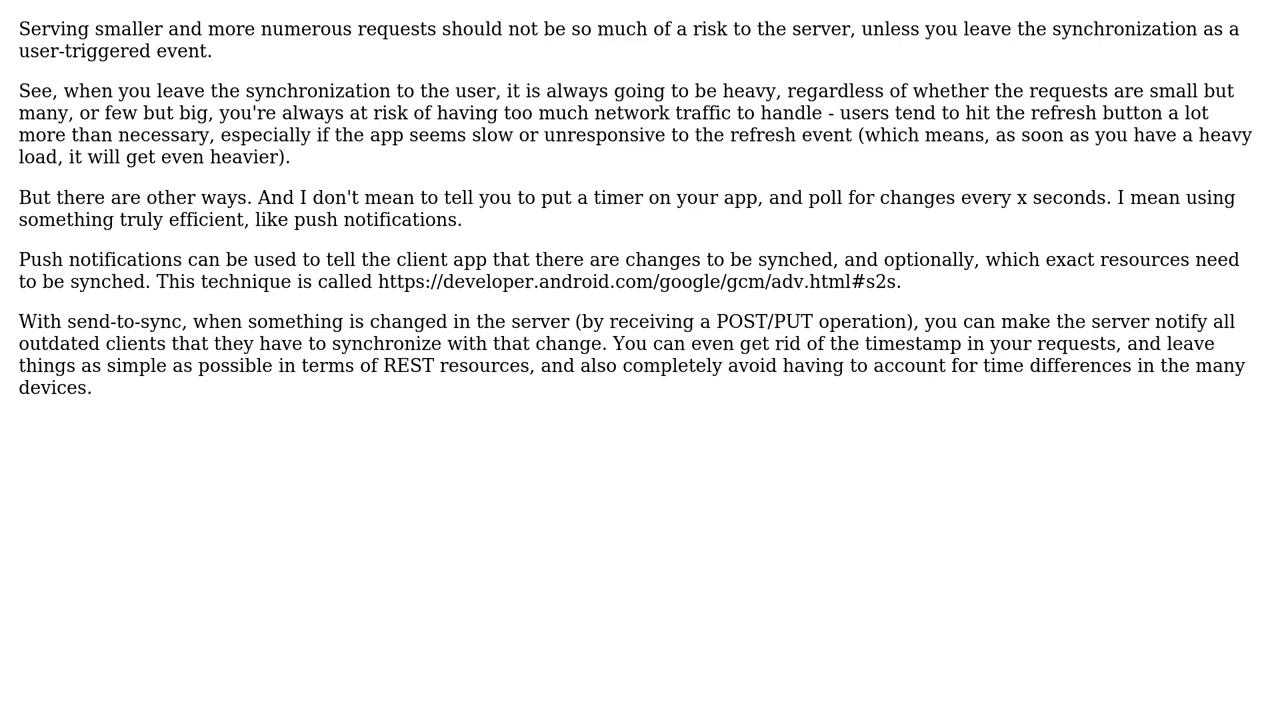 Serving smaller and more numerous requests should not be so much of a risk to the server, unless you leave the synchronization as a
user-triggered event.
See, when you leave the synchronization to the user, it is always going to be heavy, regardless of whether the requests are small but
many, or few but big, you're always at risk of having too much network traffic to handle - users tend to hit the refresh button a lot
more than necessary, especially if the app seems slow or unresponsive to the refresh event (which means, as soon as you have a heavy
load, it will get even heavier).
But there are other ways. And I don't mean to tell you to put a timer on your app, and poll for changes every x seconds. I mean using
something truly efficient, like push notifications.
Push notifications can be used to tell the client app that there are changes to be synched, and optionally, which exact resources need
to be synched. This technique is called https://developer.android.com/google/gcm/adv.html#s2s.
With send-to-sync, when something is changed in the server (by receiving a POST/PUT operation), you can make the server notify all
outdated clients that they have to synchronize with that change. You can even get rid of the timestamp in your requests, and leave
things as simple as possible in terms of REST resources, and also completely avoid having to account for time differences in the many
devices.